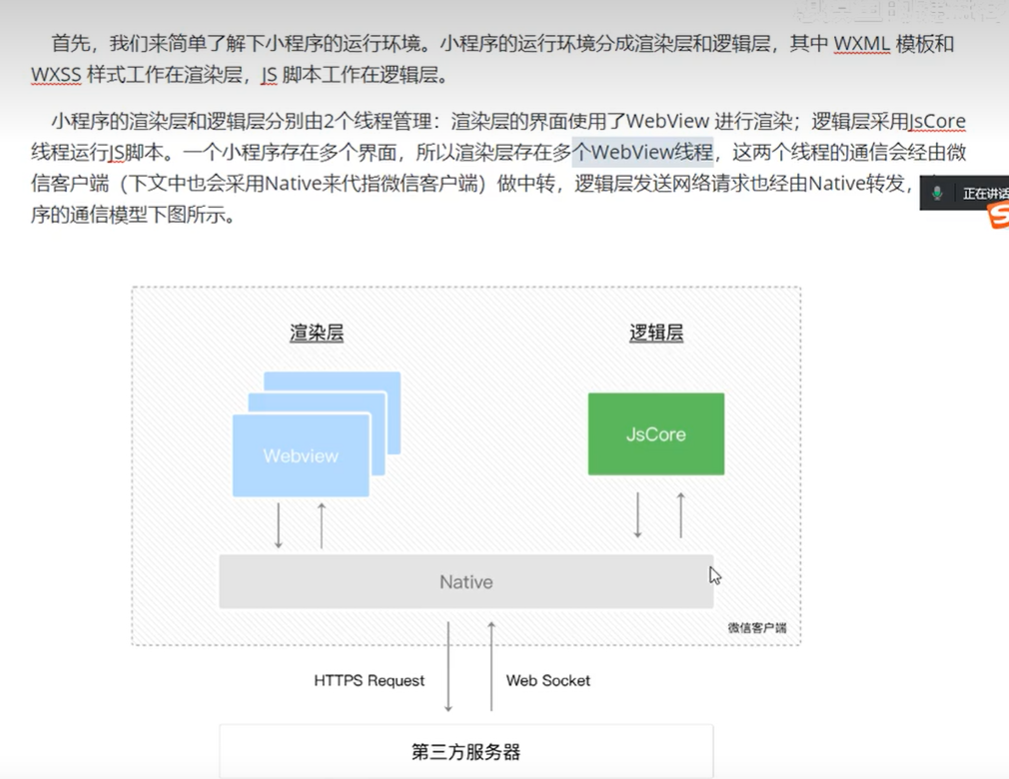 首先，我们来简单了解下小程序的运行环境。小程序的运行环境分成渲染层和逻辑层，其中 WXML 模板和
WXSS 样式工作在渲染层，JS 脚本工作在逻辑层。
小程序的渲染层和逻辑层分别由2个线程管理：渲染层的界面使用了WebView 进行渲染；逻辑层采用JsCore
线程运行JS脚本。一个小程序存在多个界面，所以渲染层存在多个WebView线程，这两个线程的通信会经由微
信客户端（下文中也会采用Native来代指微信客户端）做中转，逻辑层发送网络请求也经由Native转发，
正在讲话
序的通信模型下图所示。
渲染层
逻辑层
Webview
JsCore
Native
微信客户端
HTTPS Request
Web Socket
第三方服务器